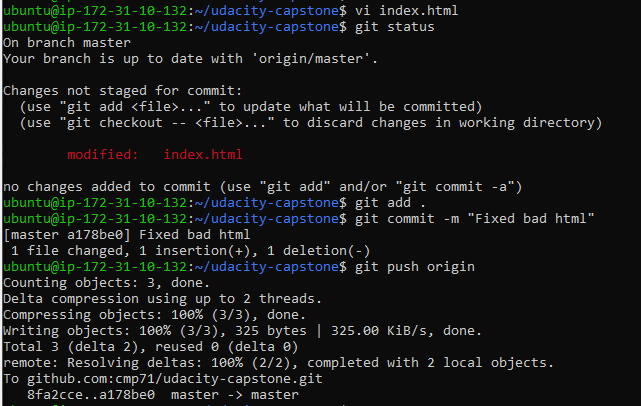 ubuntu@ip-172-31-10-132:~/udacity-capstone$ vi index.html
ubuntu@ip-172-31-10-132:~/udacity-capstone$ git status
On branch master
Your branch is up to date with 'origin/master'.
Changes not staged for commit:
  (use "git add <file>..." to update what will be committed)
  (use "git checkout -- <file>..." to discard changes in working directory)
        modified:   index.html
no changes added to commit (use "git add" and/or "git commit -a")
ubuntu@ip-172-31-10-132:~/udacity-capstone$ git add .
ubuntu@ip-172-31-10-132:~/udacity-capstone$ git commit -m "Fixed bad html"
[master a178be0] Fixed bad html
 1 file changed, 1 insertion(+), 1 deletion(-)
ubuntu@ip-172-31-10-132:~/udacity-capstone$ git push origin
Counting objects: 3, done.
Delta compression using up to 2 threads.
Compressing objects: 100% (3/3), done.
Writing objects: 100% (3/3), 325 bytes | 325.00 KiB/s, done.
Total 3 (delta 2), reused 0 (delta 0)
remote: Resolving deltas: 100% (2/2), completed with 2 local objects.
To github.com:cmp71/udacity-capstone.git
   8fa2cce..a178be0  master -> master